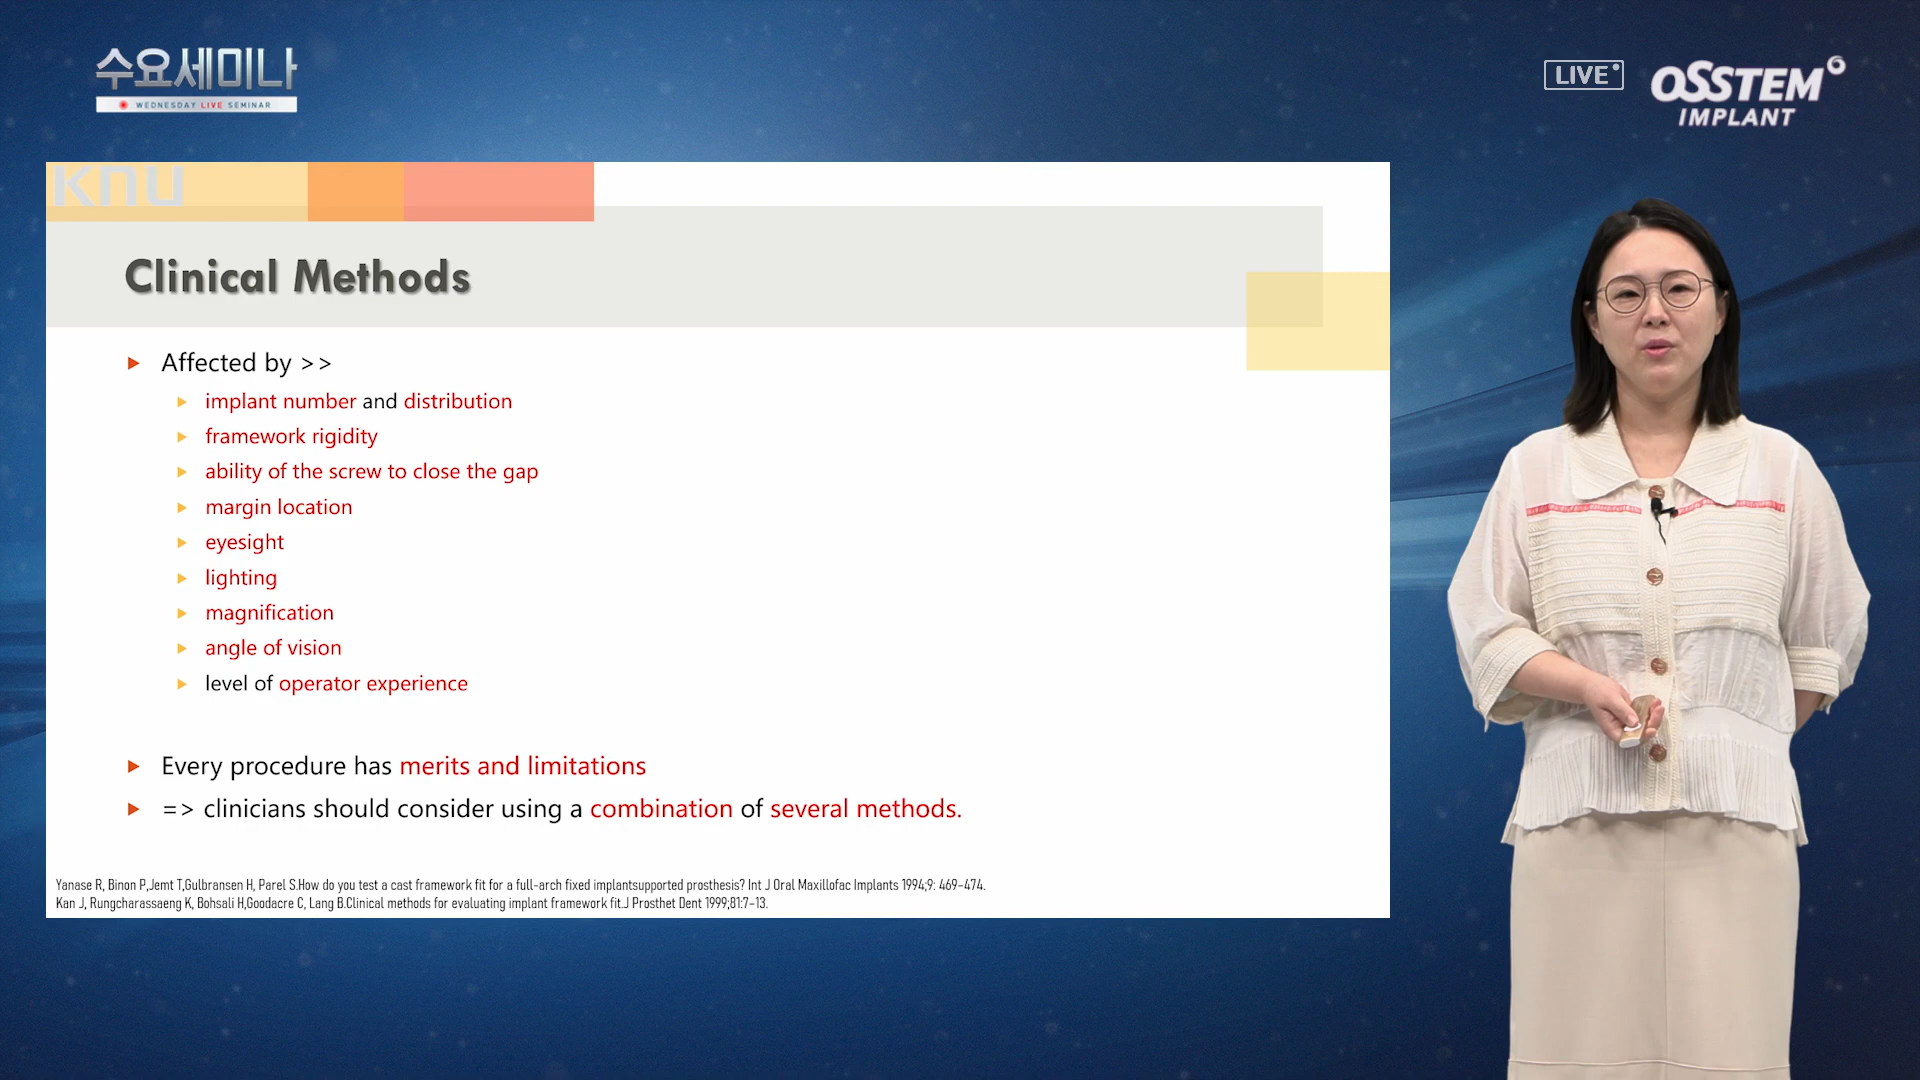 수요세미나
WEDNESDAY LIVE SEMINAR
LIVE
OSSTEM
IMPLANT
knu
Clinical Methods
Affected by >>
implant number and distribution
framework rigidity
ability of the screw to close the gap
margin location
eyesight
lighting
magnification
angle of vision
level of operator experience
Every procedure has merits and limitations
=> clinicians should consider using a combination of several methods.
Yanase R, Binon P,Jemt T,Gulbransen H, Parel S.How do you test a cast framework fit for a full-arch fixed implantsupported prosthesis? Int J Oral Maxillofac Implants 1994;9: 469-474.
Kan J, Rungcharassaeng K, Bohsali H,Goodacre C, Lang B.Clinical methods for evaluating implant framework fit.J Prosthet Dent 1999;81:7-13.